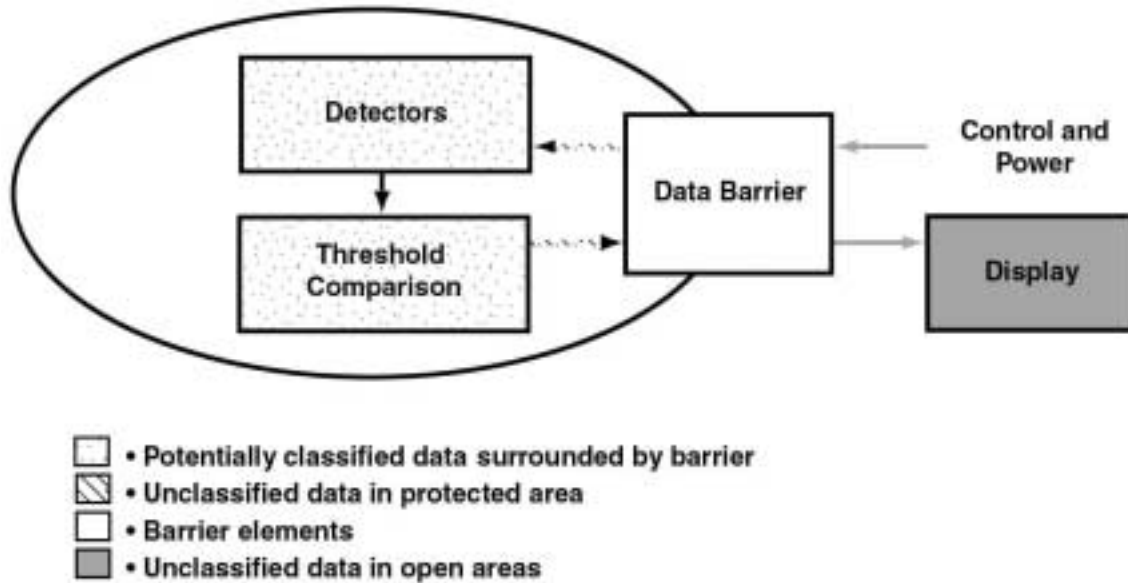 Detectors
Threshold
Comparison
Data Barrier
Control and
Power
Display
• Potentially classified data surrounded by barrier
• Unclassified data in protected area
• Barrier elements
• Unclassified data in open areas